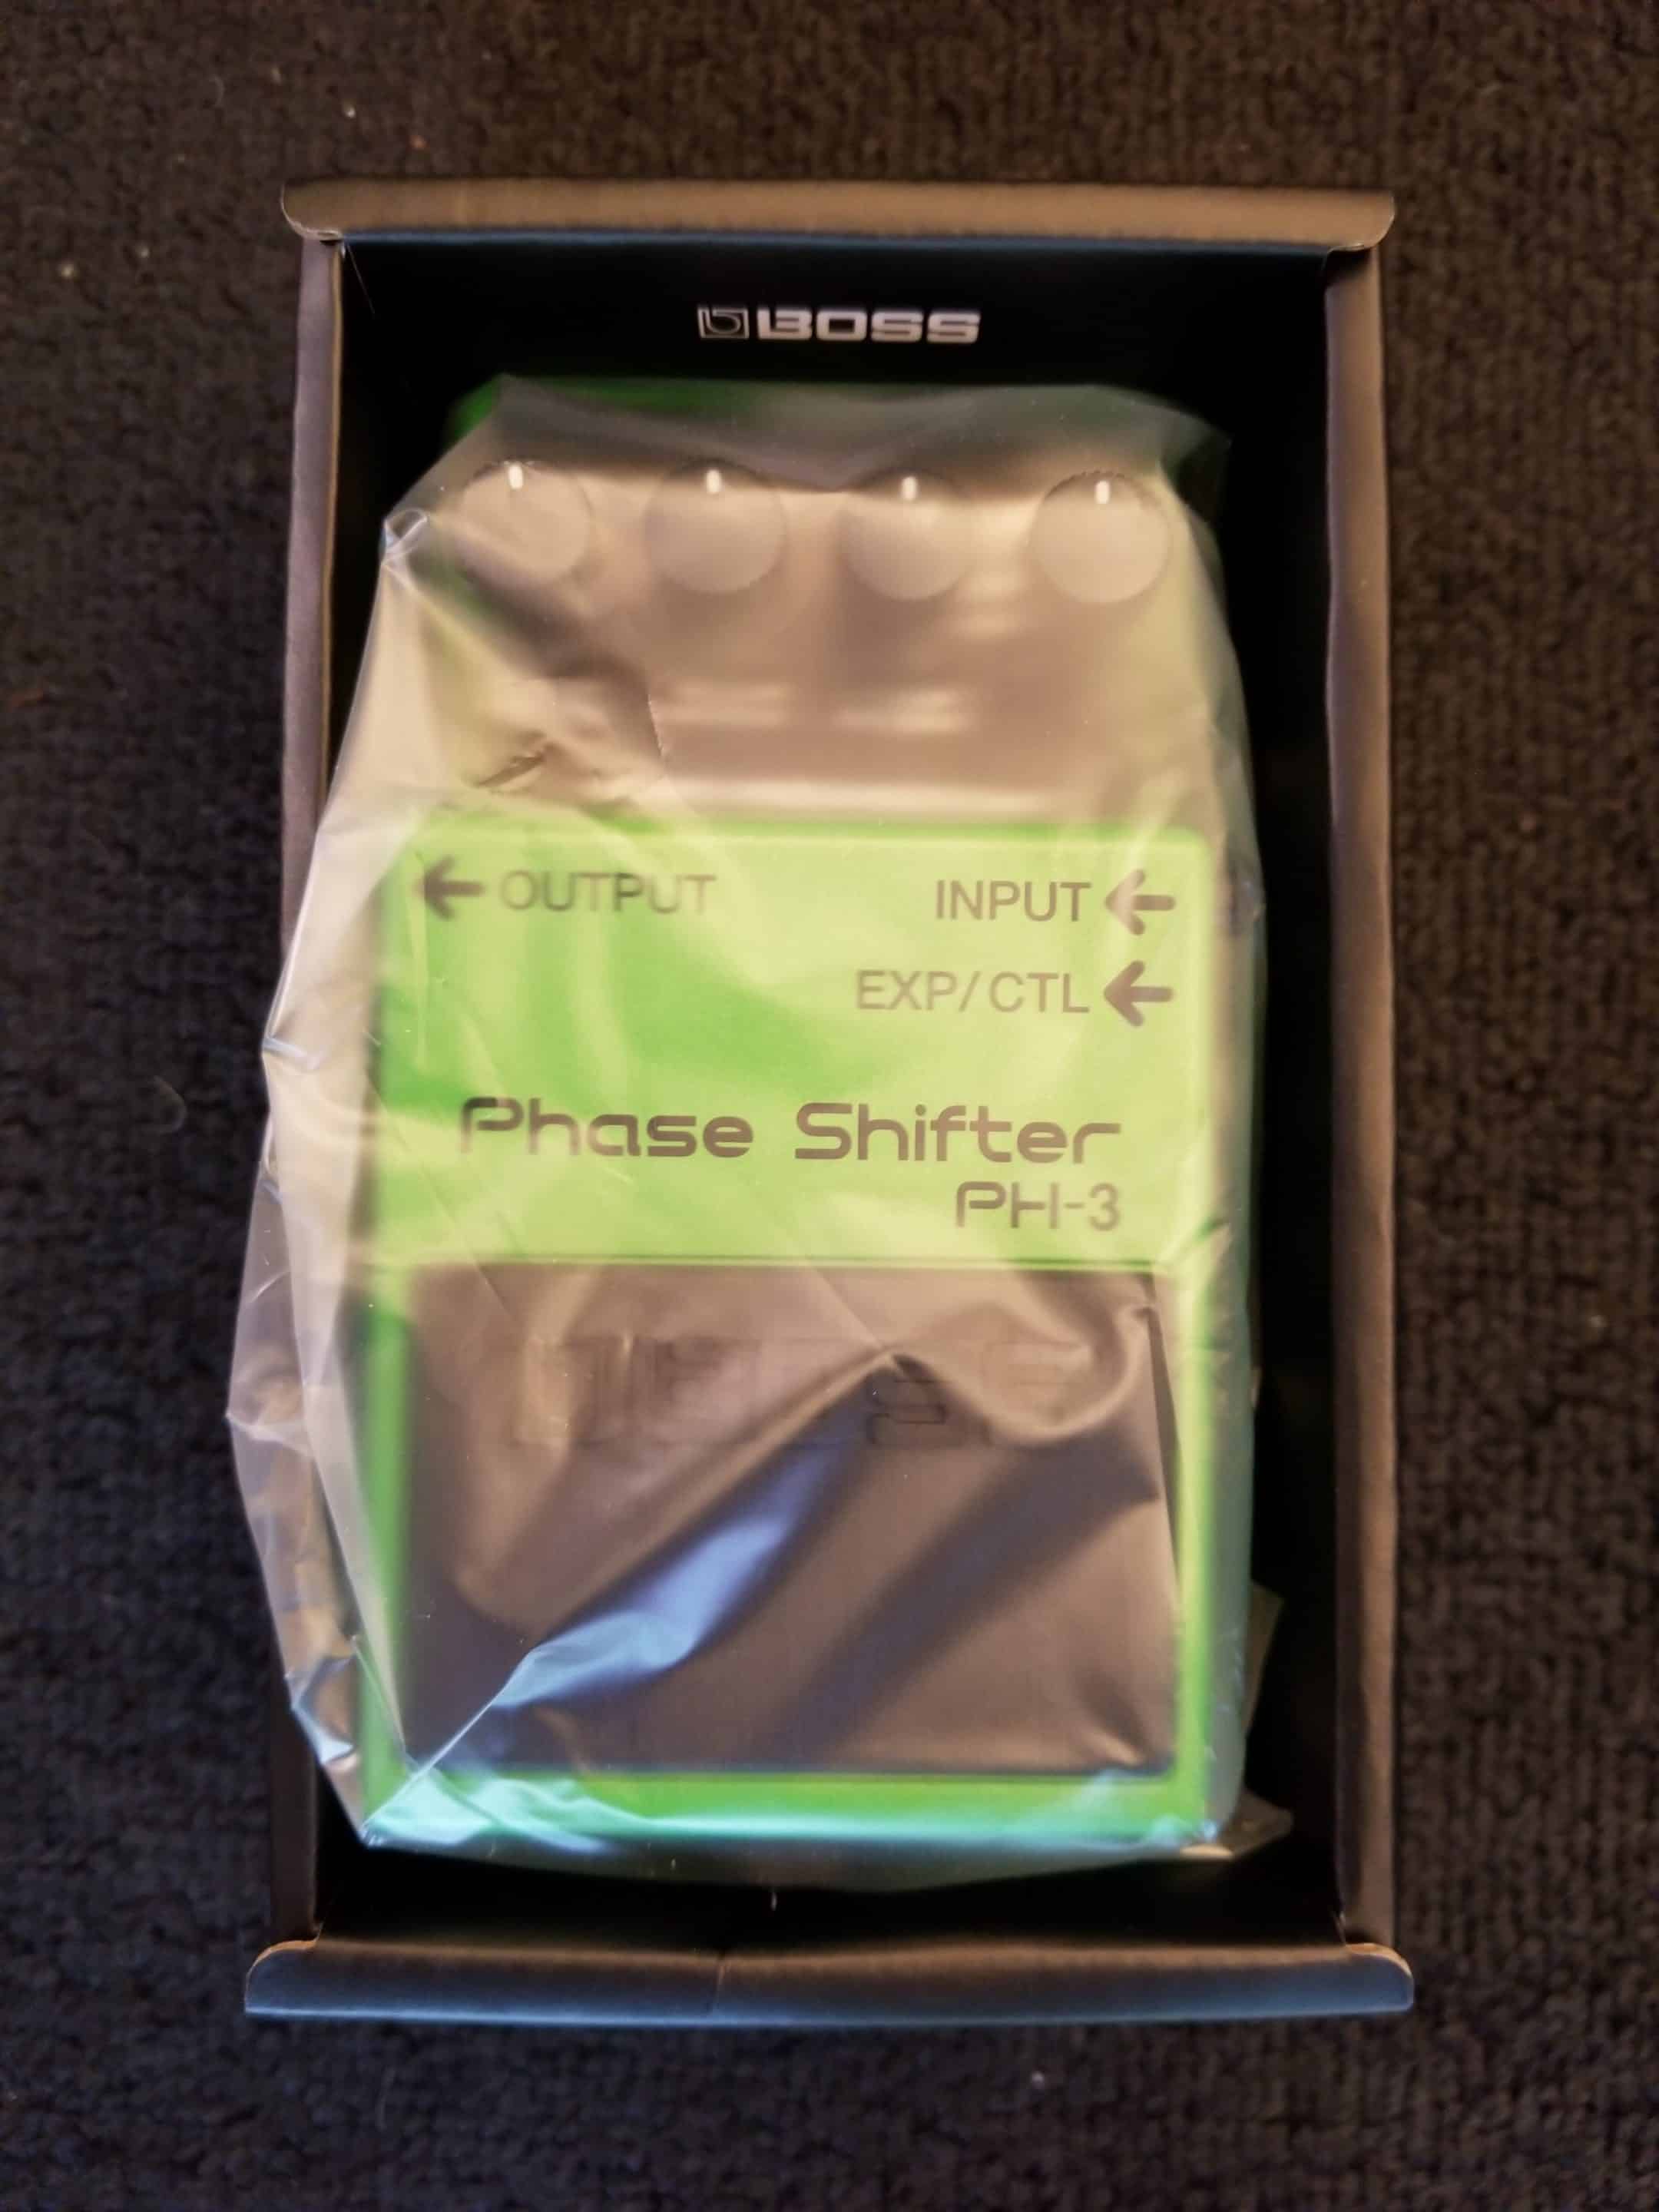 BOSS
← OUTPUT INPUT ←
EXP/CTL ←
Phase Shifter
PH-3